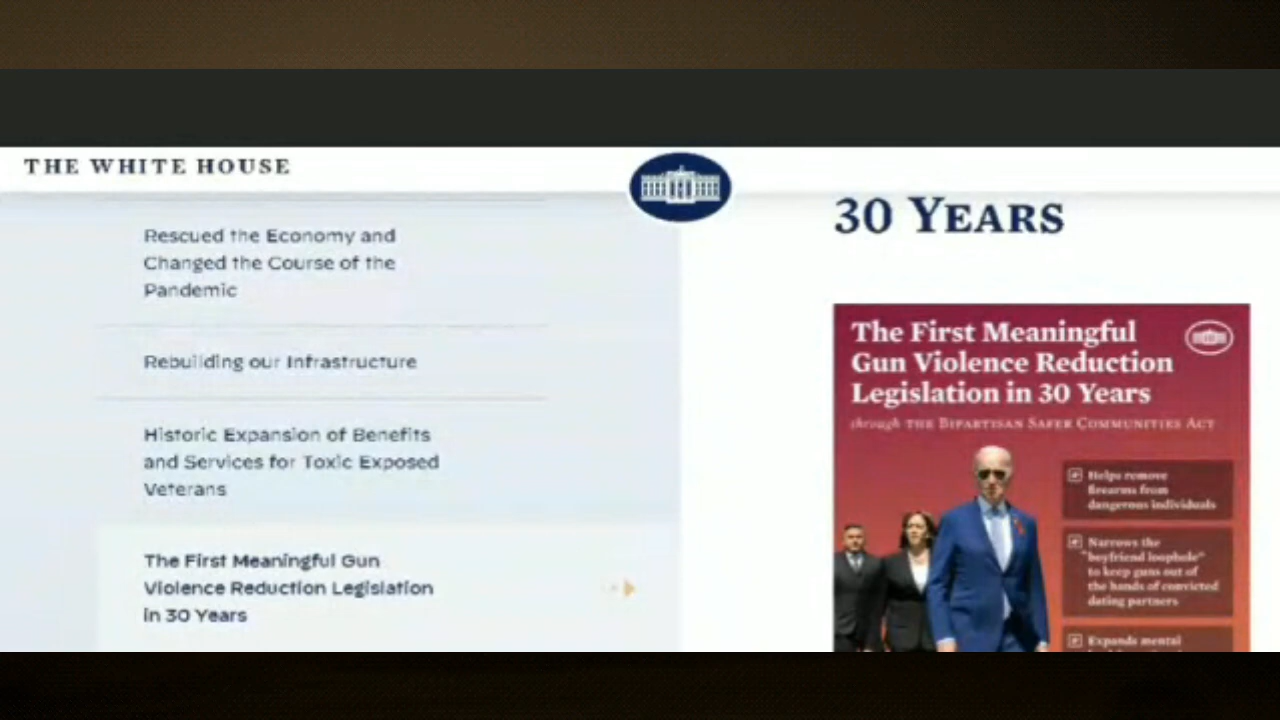 THE WHITE HOUSE
Rescued the Economy and
Changed the Course of the
Pandemic
Rebuilding our Infrastructure
Historic Expansion of Benefits
and Services for Toxic Exposed
Veterans
The First Meaningful Gun
Violence Reduction Legislation
in 30 Years
30 YEARS
The First Meaningful
Gun Violence Reduction
Legislation in 30 Years
through THE BIPARTISAN SAFER COMMUNITIES ACT
Helps remove
firearms from
dangerous individuals
Narrows the
"boyfriend loophole"
to keep guns out of
the hands of convicted
dating partners
Expands mental